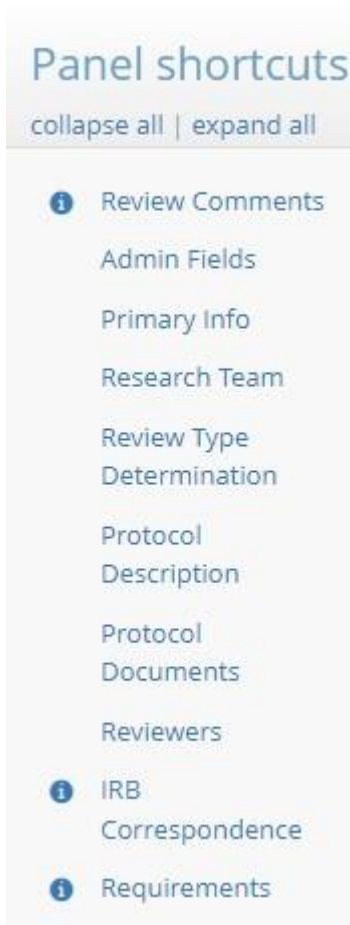 Panel shortcuts
collapse all | expand all
Review Comments
Admin Fields
Primary Info
Research Team
Review Type
Determination
Protocol
Description
Protocol
Documents
Reviewers
IRB
Correspondence
Requirements